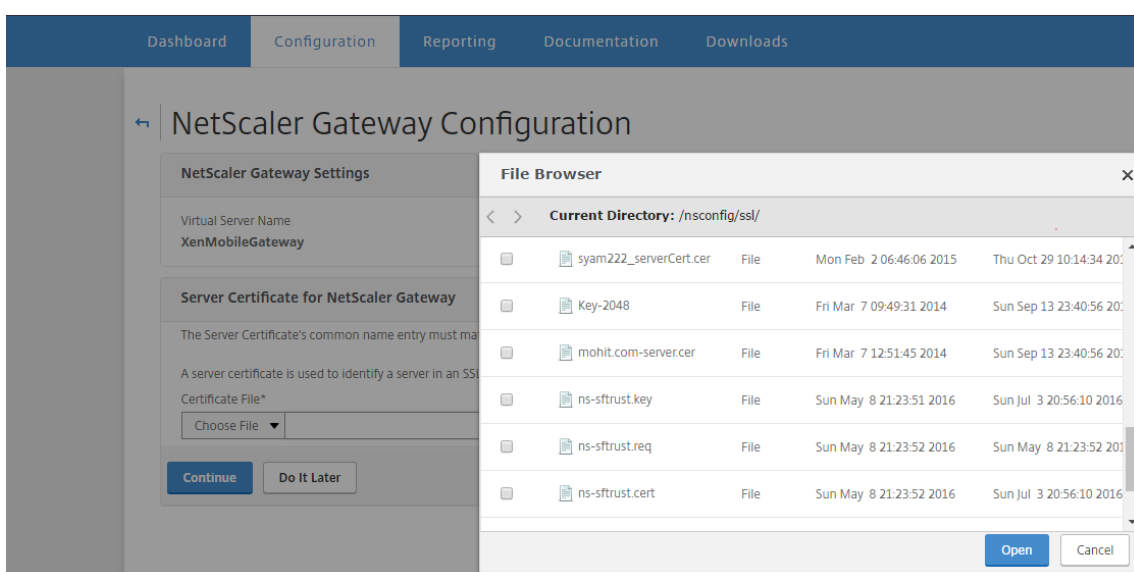 Dashboard Configuration Reporting Documentation Downloads
NetScaler Gateway Configuration
NetScaler Gateway Settings
Virtual Server Name
XenMobileGateway
Server Certificate for NetScaler Gateway
The Server Certificate's common name entry must
A server certificate is used to identify a server in an
Certificate File*
Choose File
Continue Do It Later
File Browser
Current Directory: /nsconfig/ssl/
syam222_serverCert.cer File Mon Feb 2 06:46:06 2015 Thu Oct 29 10:14:34
Key-2048 File Fri Mar 7 09:49:31 2014 Sun Sep 13 23:40:56
mohit.com-server.cer File Fri Mar 7 12:51:45 2014 Sun Sep 13 23:40:56
ns-sftrust.key File Sun May 8 21:23:51 2016 Sun Jul 3 20:56:10 2016
ns-sftrust.req File Sun May 8 21:23:52 2016 Sun May 8 21:23:52
ns-sftrust.cert File Sun May 8 21:23:52 2016 Sun Jul 3 20:56:10 2016
Open Cancel